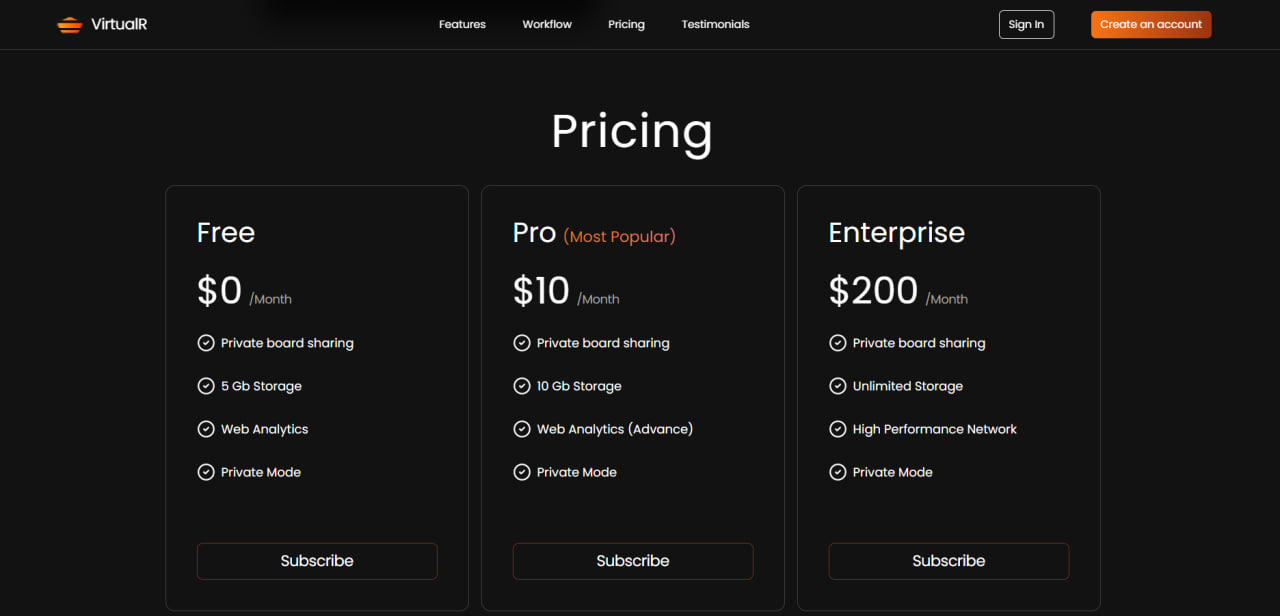 VirtualR
Features Workflow Pricing Testimonials
Sign In
Create an account
Pricing
Free
$0 /Month
Private board sharing
5 Gb Storage
Web Analytics
Private Mode
Subscribe
Pro (Most Popular)
$10 /Month
Private board sharing
10 Gb Storage
Web Analytics (Advance)
Private Mode
Subscribe
Enterprise
$200 /Month
Private board sharing
Unlimited Storage
High Performance Network
Private Mode
Subscribe